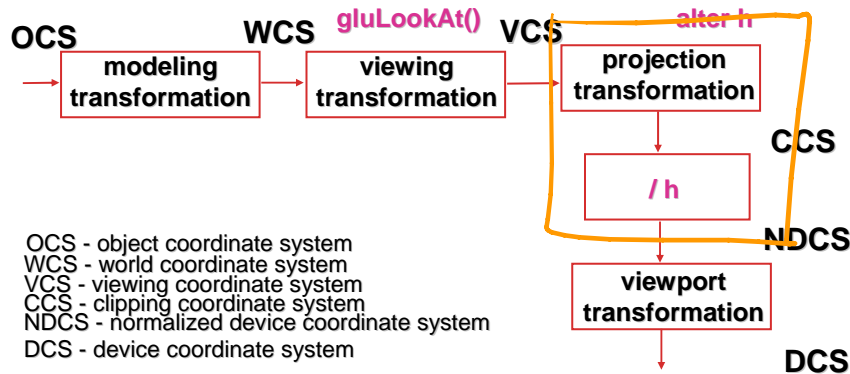 OCS
WCS
gluLookAt()
VCS
alter h
modeling
transformation
viewing
transformation
projection
transformation
CCS
/ h
NDCS
viewport
transformation
DCS
OCS - object coordinate system
WCS - world coordinate system
VCS - viewing coordinate system
CCS - clipping coordinate system
NDCS - normalized device coordinate system
DCS - device coordinate system